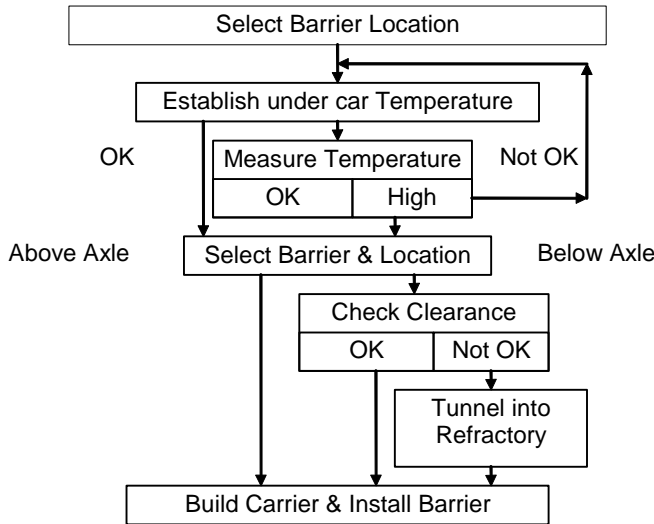 Select Barrier Location
Establish under car Temperature
OK
Measure Temperature
Not OK
OK
High
Above Axle
Select Barrier & Location
Below Axle
Check Clearance
OK
Not OK
Tunnel into
Refractory
Build Carrier & Install Barrier